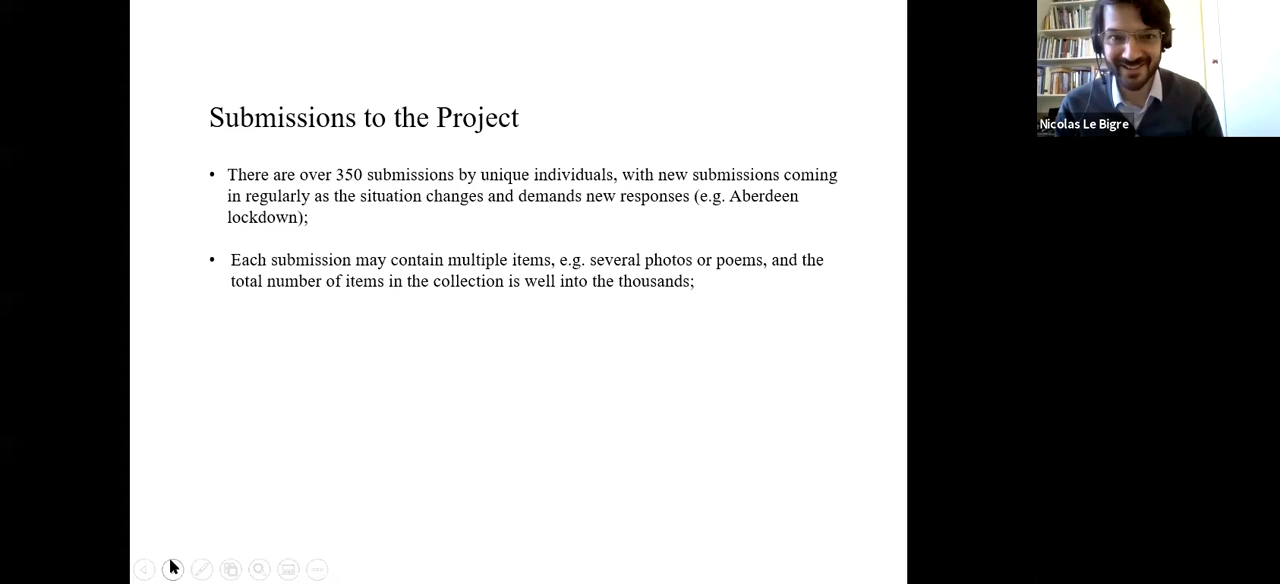 Submissions to the Project
• There are over 350 submissions by unique individuals, with new submissions coming
in regularly as the situation changes and demands new responses (e.g. Aberdeen
lockdown);
• Each submission may contain multiple items, e.g. several photos or poems, and the
total number of items in the collection is well into the thousands;
Nicolas Le Bigre